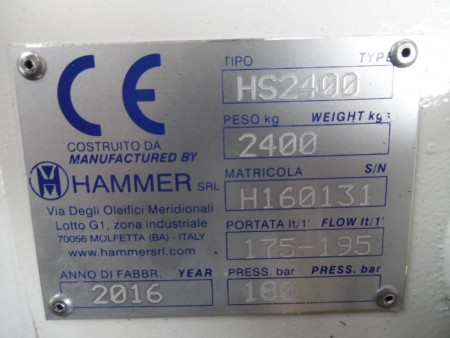 CE
COSTRUITO DA
MANUFACTURED BY
HAMMER SRL
Via Degli Oleifici Meridionali
Lotto G1, zona industriale
70056 MOLFETTA (BA) - ITALY
www.hammersrl.com
ANNO DI FABBR. YEAR
2016
TIPO TYPE
HS2400
PESO kg WEIGHT kg
2400
MATRICOLA S/N
H160131
PORTATA lt/1' FLOW lt/1'
175-195
PRESS. bar PRESS. bar
180